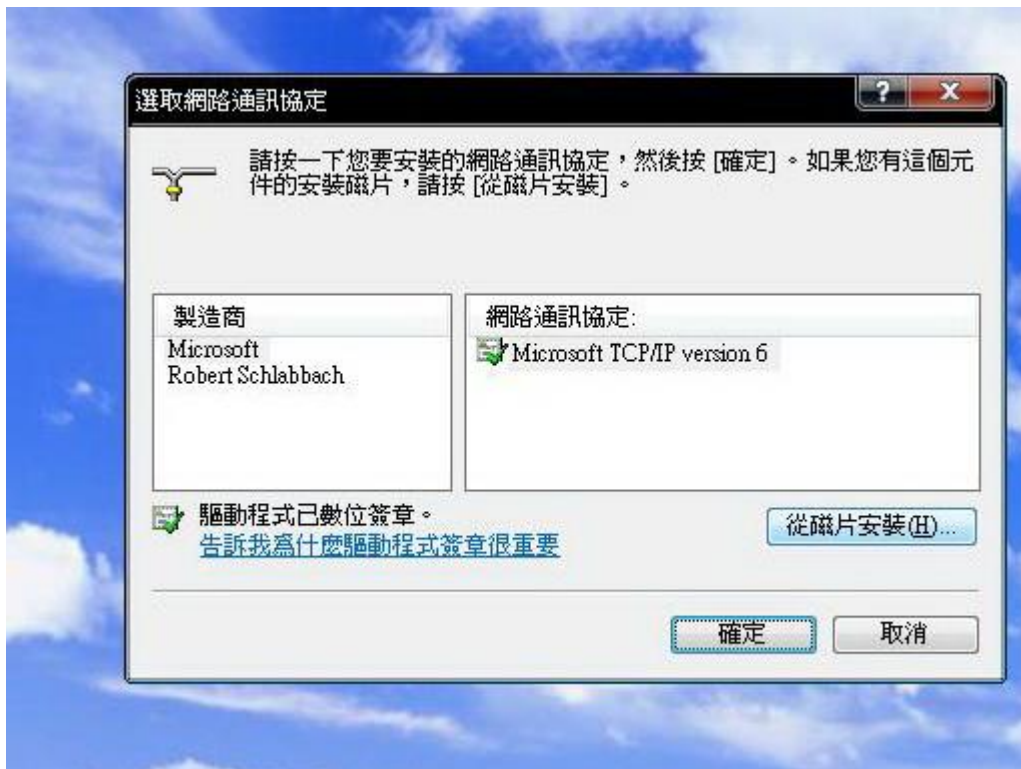 選取網路通訊協定
請按一下您要安裝的網路通訊協定，然後按 [確定]。如果您有這個元
件的安裝磁片，請按 [從磁片安裝]。
製造商
Microsoft
Robert Schlabbach
網路通訊協定:
Microsoft TCP/IP version 6
驅動程式已數位簽章。
告訴我為什麼驅動程式簽章很重要
從磁片安裝(H)...
確定
取消